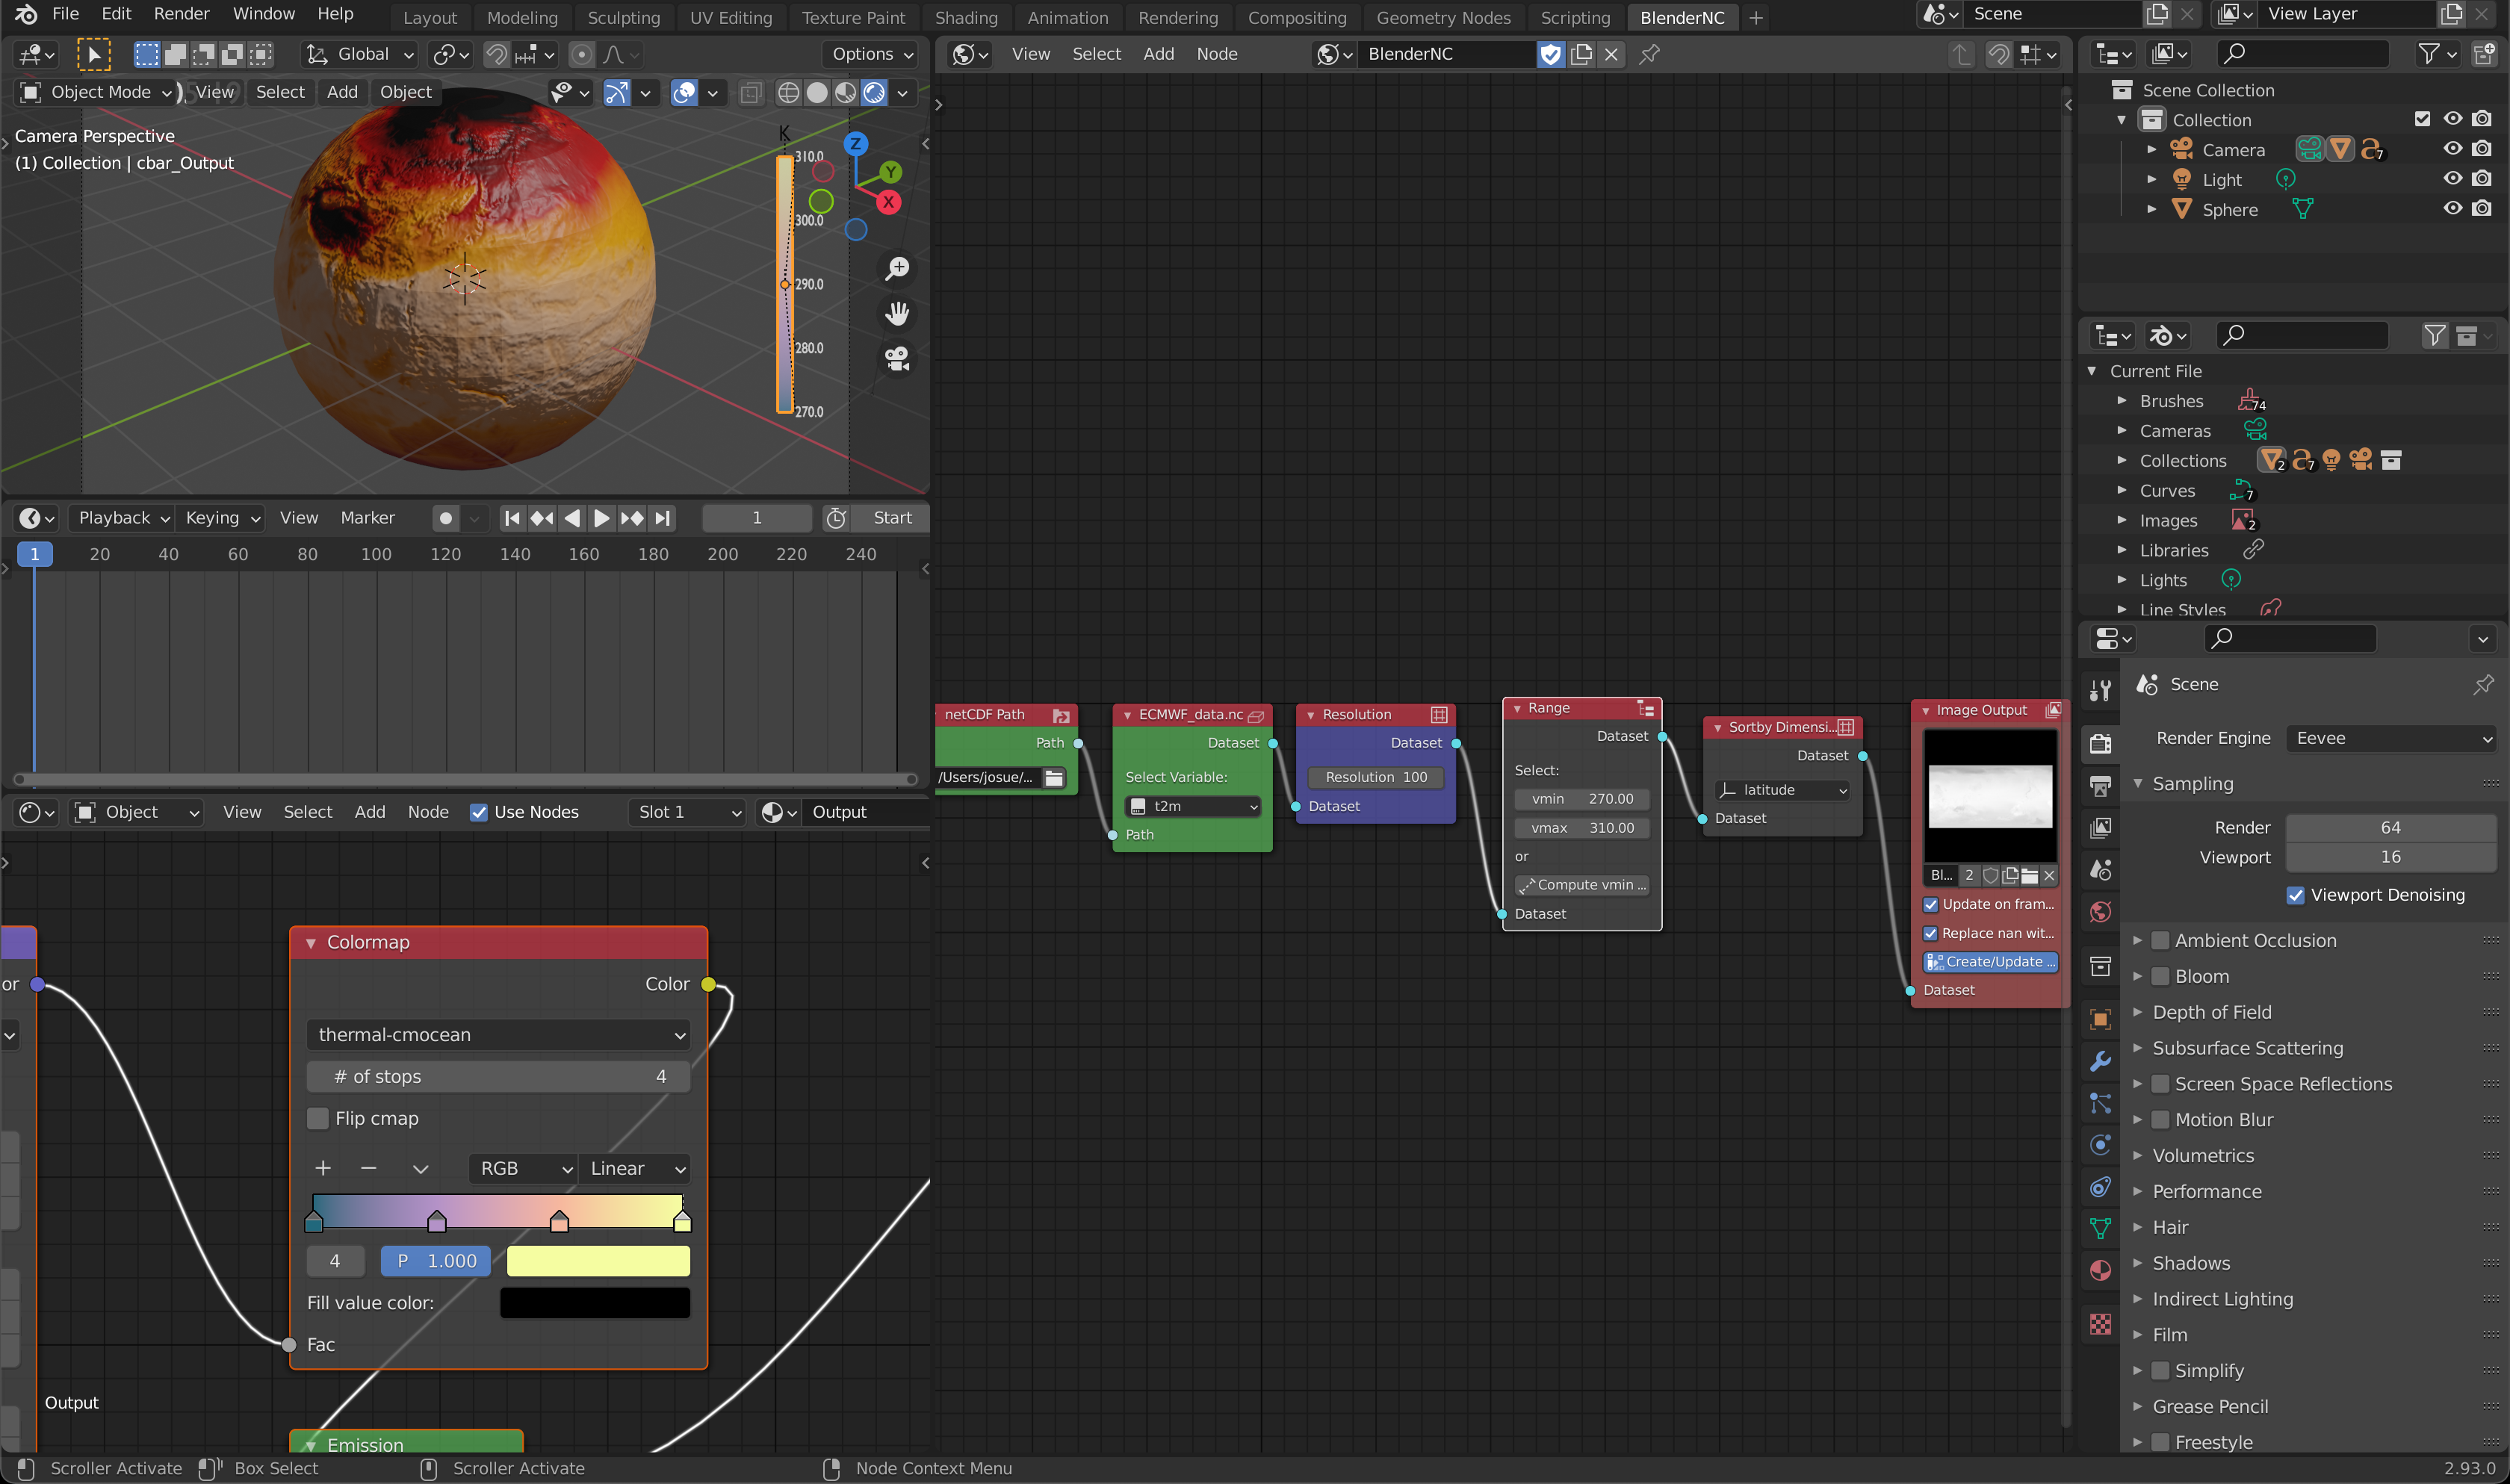 File Edit Render Window Help
Layout Modeling Sculpting UV Editing Texture Paint Shading Animation Rendering Compositing Geometry Nodes Scripting BlenderNC
Scene
View Layer
Global
Options
View Select Add Node
BlenderNC
Object Mode
View Select Add Object
Camera Perspective
(1) Collection | cbar_Output
K
310.0
300.0
290.0
280.0
270.0
Z
Y
X
Scene Collection
Collection
Camera
7
Light
Sphere
Current File
Brushes
74
Cameras
Collections
2
7
Curves
7
Images
2
Libraries
Lights
Line Styles
Playback Keying View Marker
1
Start
1 20 40 60 80 100 120 140 160 180 200 220 240
netCDF Path
Path
/Users/josue/...
ECMWF_data.nc
Dataset
Select Variable:
t2m
Path
Resolution
Dataset
Resolution 100
Dataset
Range
Dataset
Select:
vmin 270.00
vmax 310.00
or
Compute vmin ...
Dataset
Sortby Dimensi...
Dataset
latitude
Dataset
Image Output
Bl...
2
Update on fram...
Replace nan wit...
Create/Update ...
Dataset
Object
View Select Add Node
Use Nodes
Slot 1
Output
or
Colormap
Color
thermal-cmocean
# of stops 4
Flip cmap
RGB
Linear
4
P 1.000
Fill value color:
Fac
Output
Emission
Scene
Render Engine Eevee
Sampling
Render 64
Viewport 16
Viewport Denoising
Ambient Occlusion
Bloom
Depth of Field
Subsurface Scattering
Screen Space Reflections
Motion Blur
Volumetrics
Performance
Hair
Shadows
Indirect Lighting
Film
Simplify
Grease Pencil
Freestyle
Scroller Activate
Box Select
Scroller Activate
Node Context Menu
2.93.0